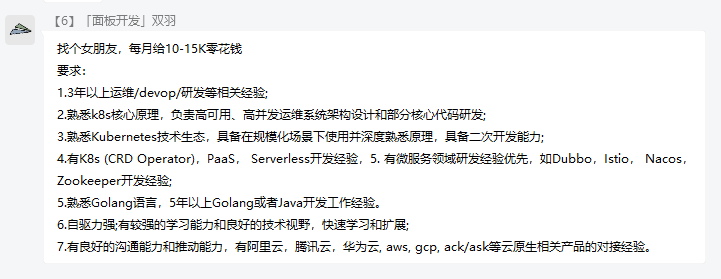 【6】「面板开发」双羽
找个女朋友，每月给10-15K零花钱
要求：
1.3年以上运维/devop/研发等相关经验;
2.熟悉k8s核心原理，负责高可用、高并发运维系统架构设计和部分核心代码研发;
3.熟悉Kubernetes技术生态，具备在规模化场景下使用并深度熟悉原理，具备二次开发能力;
4.有K8s (CRD Operator)，PaaS， Serverless开发经验，5. 有微服务领域研发经验优先，如Dubbo，Istio， Nacos，
Zookeeper开发经验;
5.熟悉Golang语言，5年以上Golang或者Java开发工作经验。
6.自驱力强;有较强的学习能力和良好的技术视野，快速学习和扩展;
7.有良好的沟通能力和推动能力，有阿里云，腾讯云，华为云, aws, gcp, ack/ask等云原生相关产品的对接经验。